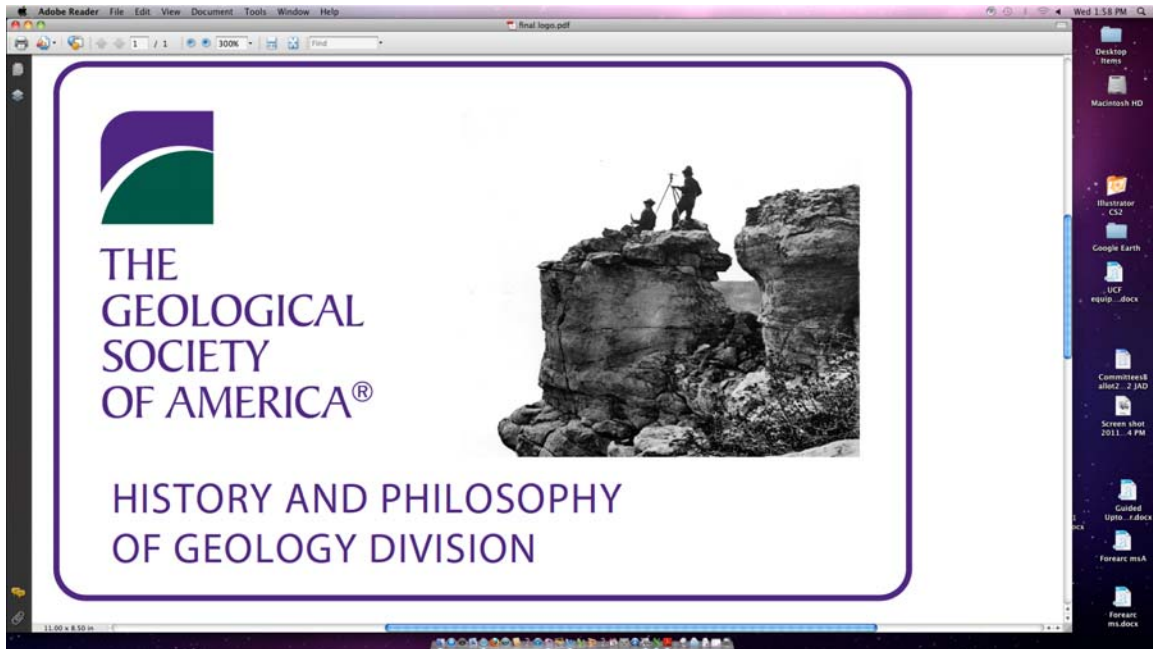 Adobe Reader File Edit View Document Tools Window Help
Wed 1:58 PM
final logo.pdf
1 / 1
300%
Find
THE
GEOLOGICAL
SOCIETY
OF AMERICA®
HISTORY AND PHILOSOPHY
OF GEOLOGY DIVISION
11.00 x 8.50 in
Desktop
Items
Macintosh HD
Illustrator
CS2
Google Earth
UCF
equip....docx
CommitteesB
allot2...2 JAD
Screen shot
2011...4 PM
Guided
Upto...r.docx
Forearc msA
Forearc
ms.docx